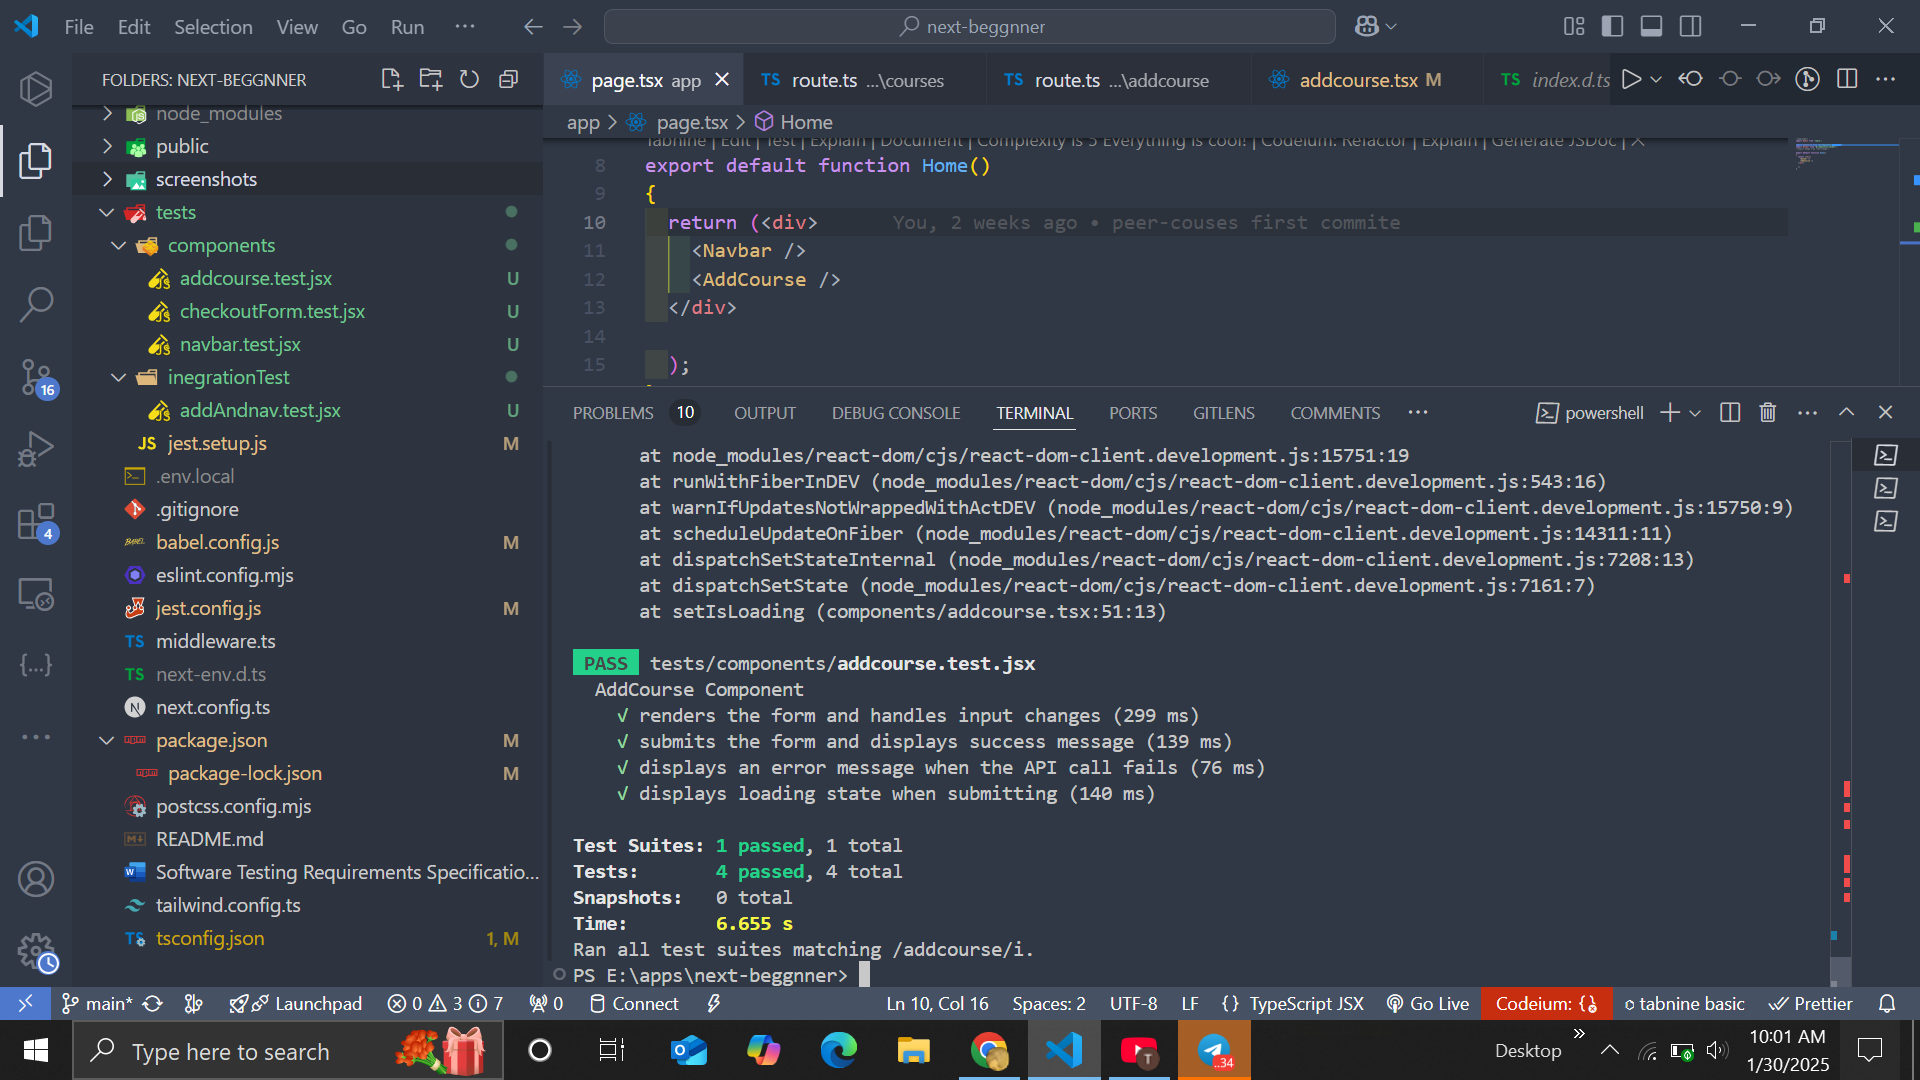 File Edit Selection View Go Run ···
next-beggnner
FOLDERS: NEXT-BEGGNNER
node_modules
public
screenshots
tests
components
addcourse.test.jsx U
checkoutForm.test.jsx U
navbar.test.jsx U
inegrationTest
addAndnav.test.jsx U
JS jest.setup.js M
.env.local
.gitignore
BABEL babel.config.js M
eslint.config.mjs
jest.config.js M
TS middleware.ts
TS next-env.d.ts
N next.config.ts
package.json M
package-lock.json M
postcss.config.mjs
README.md
W Software Testing Requirements Specificatio...
tailwind.config.ts
TS tsconfig.json 1, M
16
4
page.tsx app
TS route.ts ...\courses
TS route.ts ...\addcourse
addcourse.tsx M
TS index.d.ts
app > page.tsx > Home
Tabnine | Edit | Test | Explain | Document | Complexity is 5 Everything is cool! | Codeium: Refactor | Explain | Generate JSDoc | X
8 export default function Home()
9 {
10 return (<div> You, 2 weeks ago • peer-couses first commite
11 <Navbar />
12 <AddCourse />
13 </div>
14
15 );
PROBLEMS 10 OUTPUT DEBUG CONSOLE TERMINAL PORTS GITLENS COMMENTS ··· powershell
at node_modules/react-dom/cjs/react-dom-client.development.js:15751:19
at runWithFiberInDEV (node_modules/react-dom/cjs/react-dom-client.development.js:543:16)
at warnIfUpdatesNotWrappedWithActDEV (node_modules/react-dom/cjs/react-dom-client.development.js:15750:9)
at scheduleUpdateOnFiber (node_modules/react-dom/cjs/react-dom-client.development.js:14311:11)
at dispatchSetStateInternal (node_modules/react-dom/cjs/react-dom-client.development.js:7208:13)
at dispatchSetState (node_modules/react-dom/cjs/react-dom-client.development.js:7161:7)
at setIsLoading (components/addcourse.tsx:51:13)
PASS tests/components/addcourse.test.jsx
AddCourse Component
√ renders the form and handles input changes (299 ms)
√ submits the form and displays success message (139 ms)
√ displays an error message when the API call fails (76 ms)
√ displays loading state when submitting (140 ms)
Test Suites: 1 passed, 1 total
Tests: 4 passed, 4 total
Snapshots: 0 total
Time: 6.655 s
Ran all test suites matching /addcourse/i.
PS E:\apps\next-beggnner>
main* Launchpad 0 3 7 0 Connect Ln 10, Col 16 Spaces: 2 UTF-8 LF {} TypeScript JSX Go Live Codeium: {} tabnine basic Prettier
Type here to search
T
..34
Desktop
10:01 AM
1/30/2025